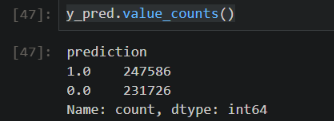 [47]: y_pred.value_counts()
[47]: prediction
1.0    247586
0.0    231726
Name: count, dtype: int64